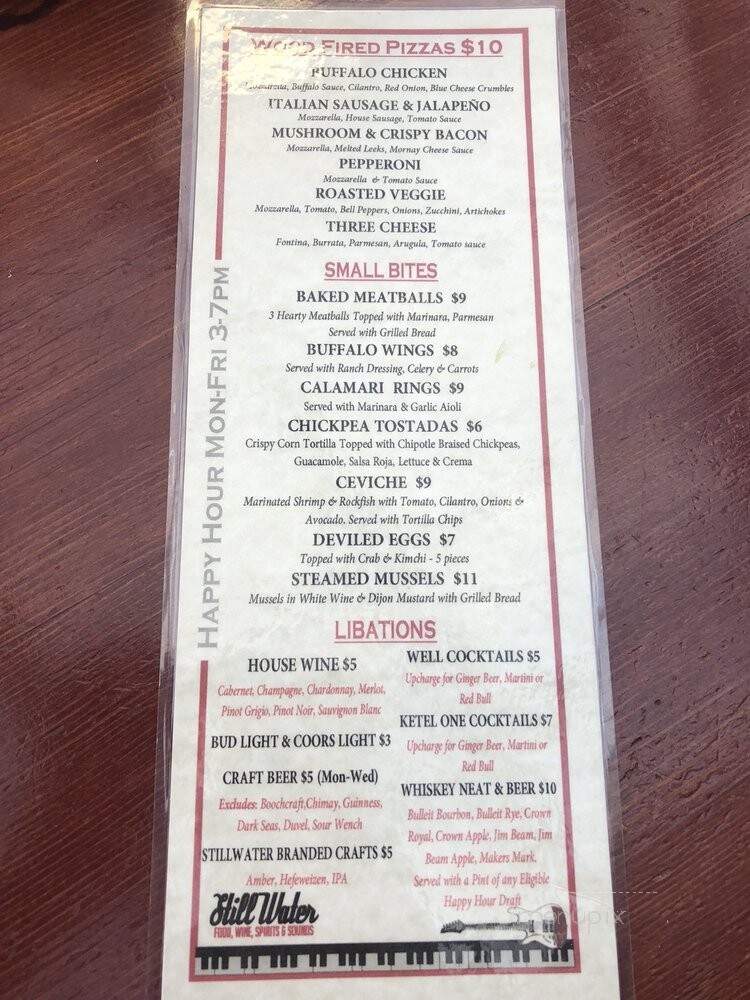 WOOD FIRED PIZZAS $10
BUFFALO CHICKEN
Mozzarella, Buffalo Sauce, Cilantro, Red Onion, Blue Cheese Crumbles
ITALIAN SAUSAGE & JALAPEÑO
Mozzarella, House Sausage, Tomato Sauce
MUSHROOM & CRISPY BACON
Mozzarella, Melted Leeks, Mornay Cheese Sauce
PEPPERONI
Mozzarella & Tomato Sauce
ROASTED VEGGIE
Mozzarella, Tomato, Bell Peppers, Onions, Zucchini, Artichokes
THREE CHEESE
Fontina, Burrata, Parmesan, Arugula, Tomato sauce
HAPPY HOUR MON-FRI 3-7PM
SMALL BITES
BAKED MEATBALLS $9
3 Hearty Meatballs Topped with Marinara, Parmesan
Served with Grilled Bread
BUFFALO WINGS $8
Served with Ranch Dressing, Celery & Carrots
CALAMARI RINGS $9
Served with Marinara & Garlic Aioli
CHICKPEA TOSTADAS $6
Crispy Corn Tortilla Topped with Chipotle Braised Chickpeas,
Guacamole, Salsa Roja, Lettuce & Crema
CEVICHE $9
Marinated Shrimp & Rockfish with Tomato, Cilantro, Onions &
Avocado. Served with Tortilla Chips
DEVILED EGGS $7
Topped with Crab & Kimchi - 5 pieces
STEAMED MUSSELS $11
Mussels in White Wine & Dijon Mustard with Grilled Bread
LIBATIONS
HOUSE WINE $5
Cabernet, Champagne, Chardonnay, Merlot,
Pinot Grigio, Pinot Noir, Sauvignon Blanc
BUD LIGHT & COORS LIGHT $3
CRAFT BEER $5 (Mon-Wed)
Excludes: Boochcraft,Chimay, Guinness,
Dark Seas, Duvel, Sour Wench
STILLWATER BRANDED CRAFTS $5
Amber, Hefeweizen, IPA
WELL COCKTAILS $5
Upcharge for Ginger Beer, Martini or
Red Bull
KETEL ONE COCKTAILS $7
Upcharge for Ginger Beer, Martini or
Red Bull
WHISKEY NEAT & BEER $10
Bulleit Bourbon, Bulleit Rye, Crown
Royal, Crown Apple, Jim Beam, Jim
Beam Apple, Makers Mark.
Served with a Pint of any Eligible
Happy Hour Draft
Still Water
FOOD, WINE, SPIRITS & SOUNDS